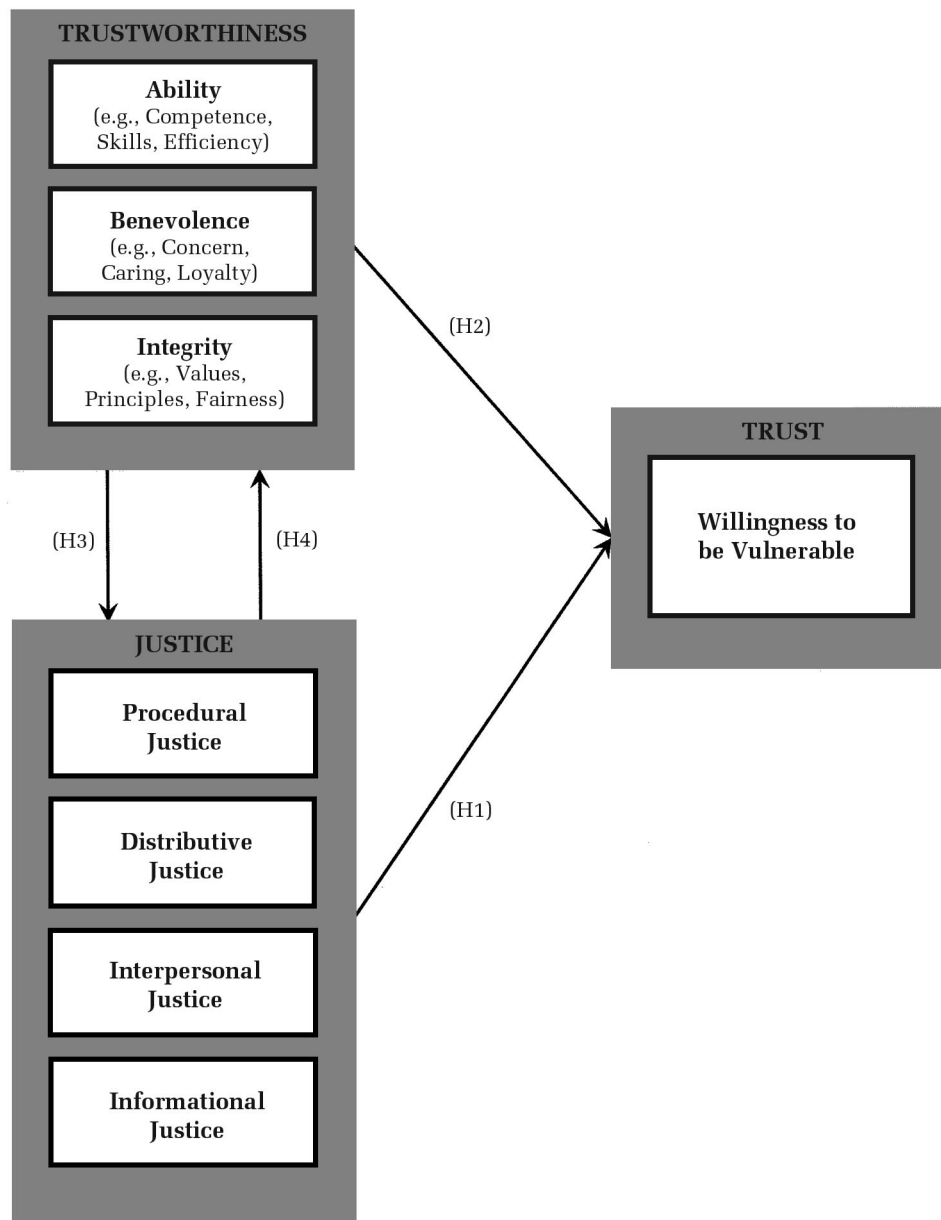 TRUSTWORTHINESS
Ability
(e.g., Competence,
Skills, Efficiency)
Benevolence
(e.g., Concern,
Caring, Loyalty)
Integrity
(e.g., Values,
Principles, Fairness)
(H2)
TRUST
Willingness to
be Vulnerable
(H3)
(H4)
JUSTICE
Procedural
Justice
Distributive
Justice
(H1)
Interpersonal
Justice
Informational
Justice